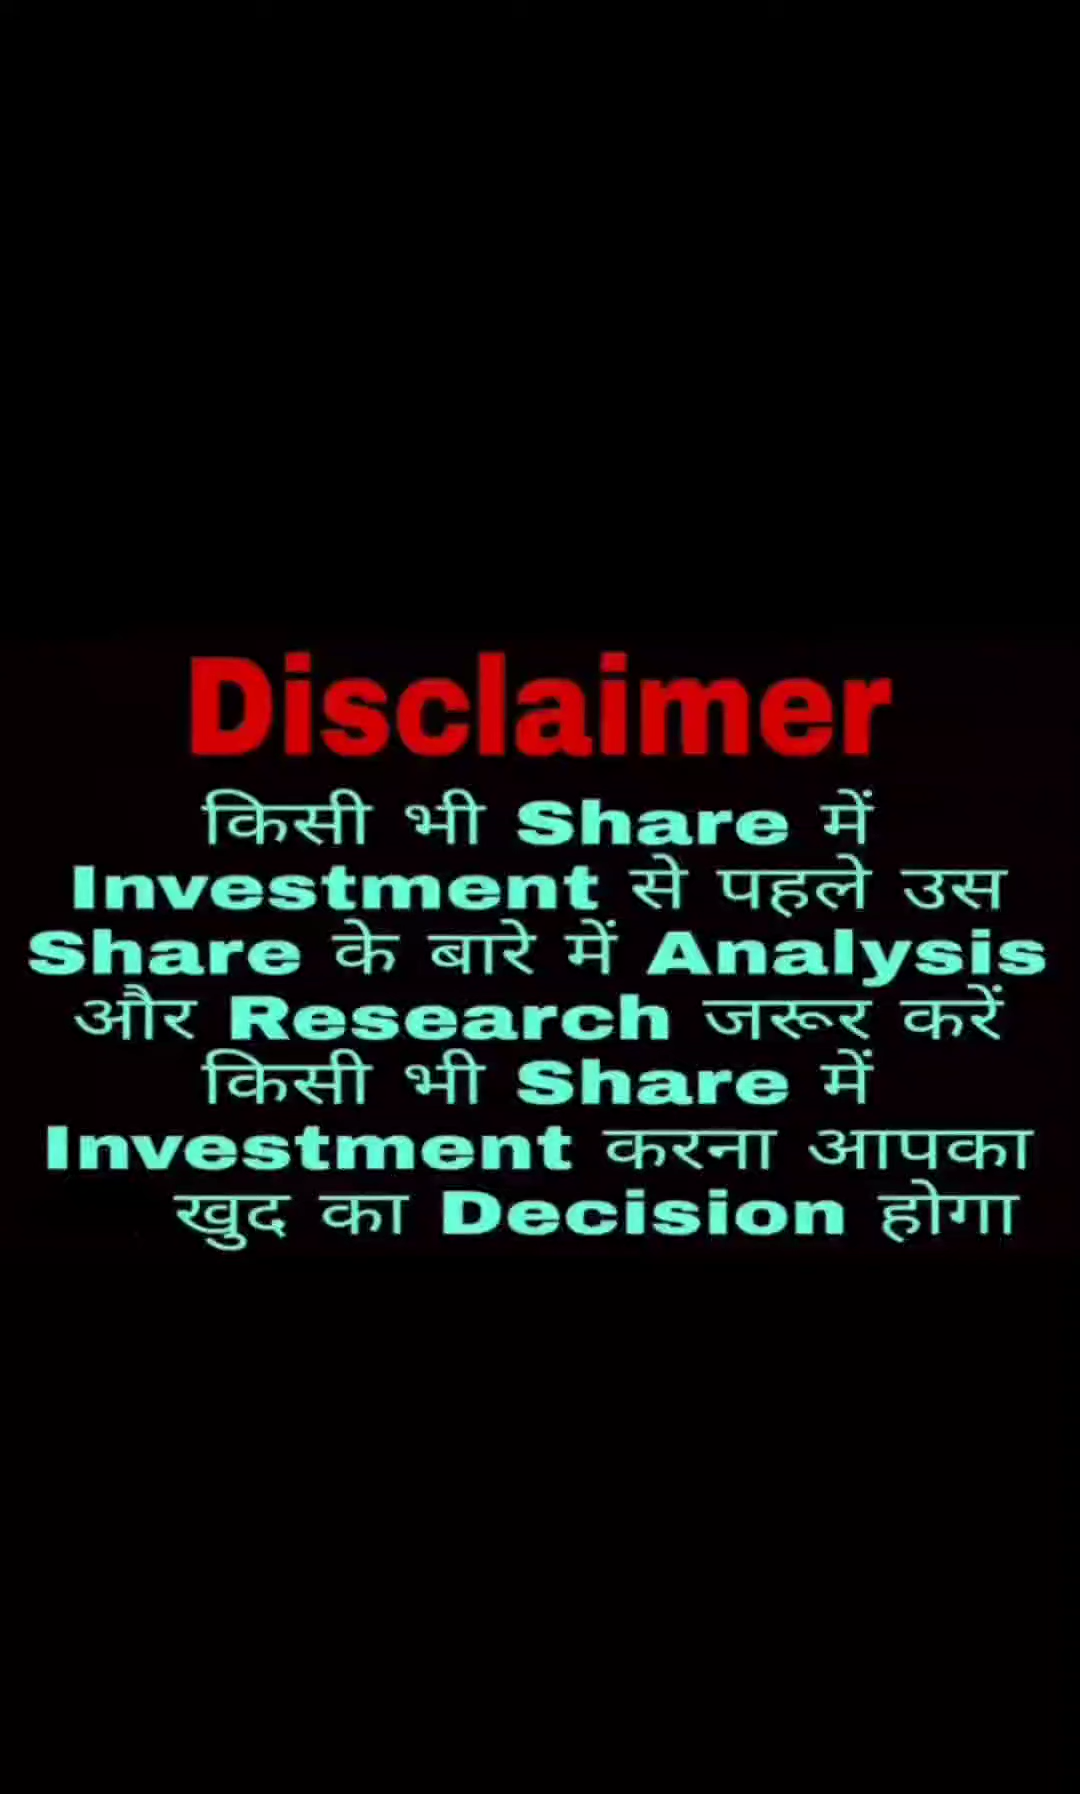 Disclaimer
किसी भी Share में
Investment से पहले उस
Share के बारे में Analysis
और Research जरूर करें
किसी भी Share में
Investment करना आपका
खुद का Decision होगा